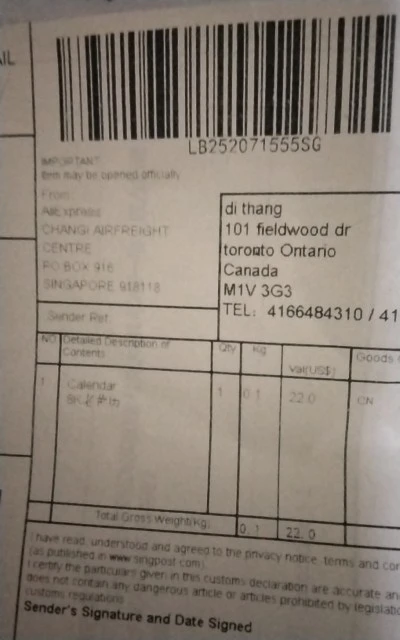 AIL
LB252071555SG
IMPORTANT
Item may be opened officially
From:
AliExpress
CHANGI AIRFREIGHT
CENTRE
PO BOX 916
SINGAPORE 918118
di thang
101 fieldwood dr
toronto Ontario
Canada
M1V 3G3
TEL: 4166484310 / 41
Sender Ref
NO Detailed Description of Contents Qty Kg Val(US$) Goods
1 Calendar 1 0.1 22.0 CN
Total Gross Weight(Kg) 0.1 22.0
I have read, understood and agreed to the privacy notice, terms and con
(as published in www.singpost.com).
I certify the particulars given in this customs declaration are accurate an
does not contain any dangerous article or articles prohibited by legislatio
customs regulations
Sender's Signature and Date Signed